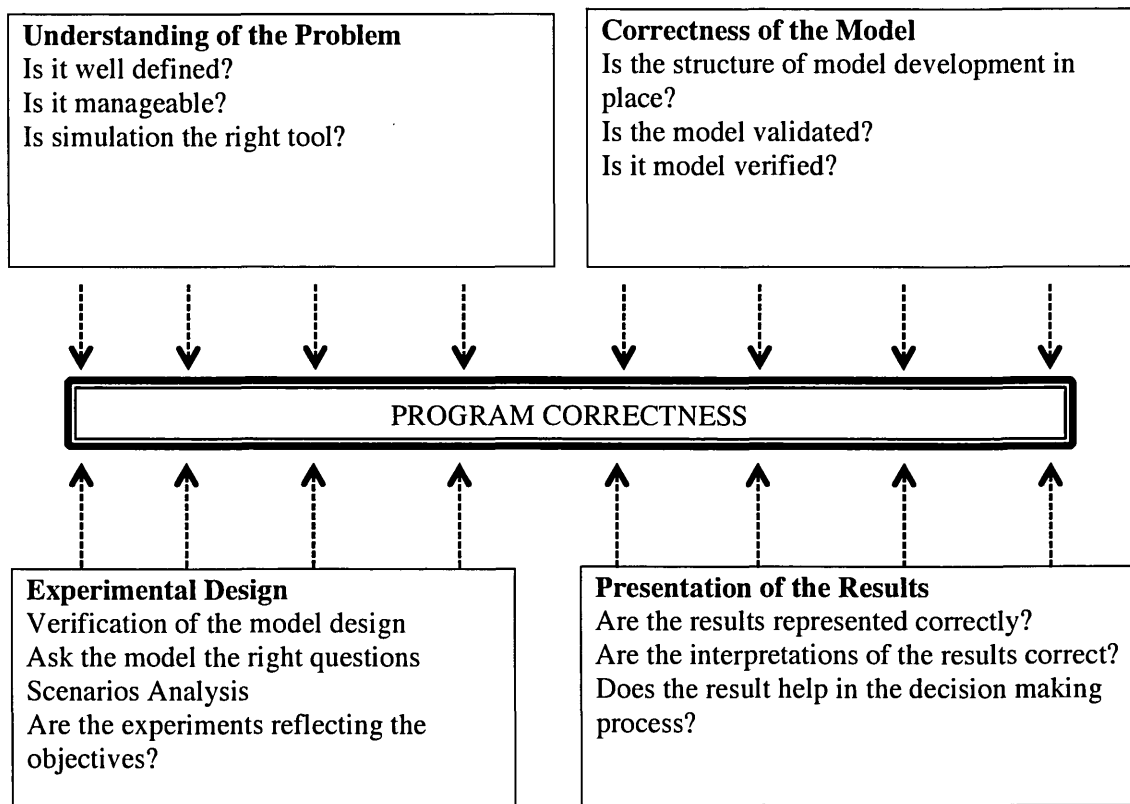 Understanding of the Problem
Is it well defined?
Is it manageable?
Is simulation the right tool?
Correctness of the Model
Is the structure of model development in
place?
Is the model validated?
Is it model verified?
PROGRAM CORRECTNESS
Experimental Design
Verification of the model design
Ask the model the right questions
Scenarios Analysis
Are the experiments reflecting the
objectives?
Presentation of the Results
Are the results represented correctly?
Are the interpretations of the results correct?
Does the result help in the decision making
process?